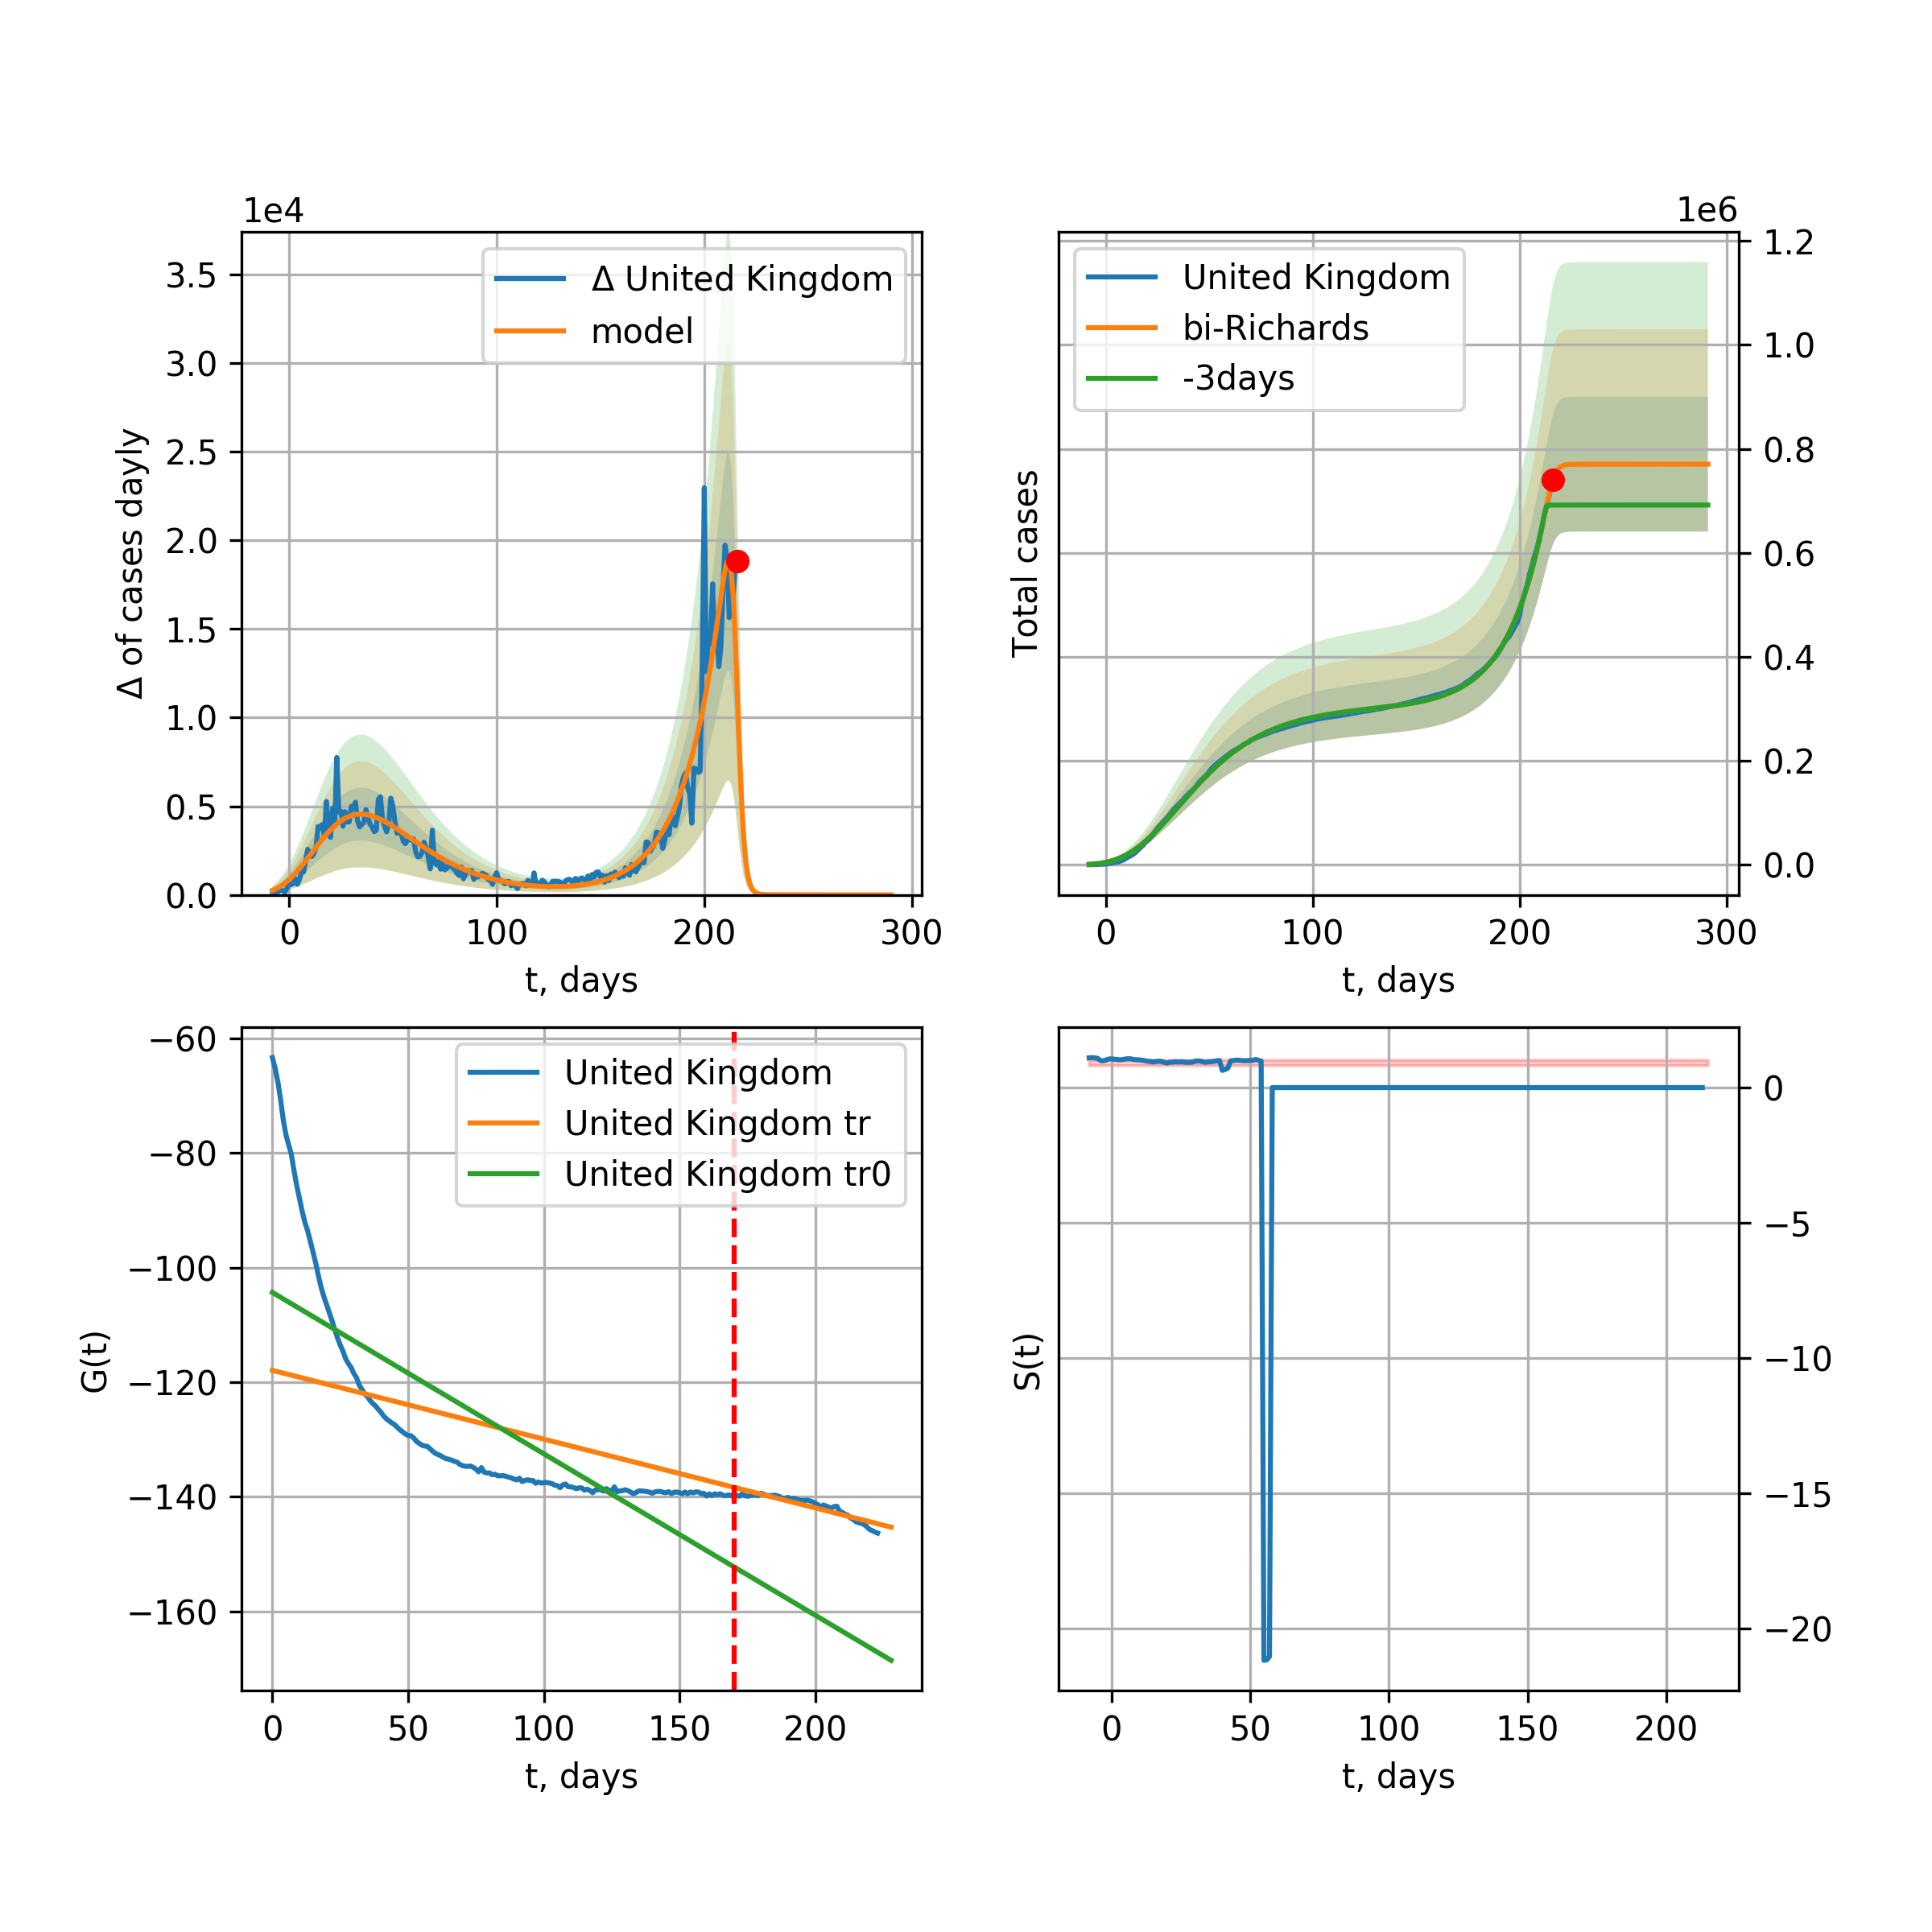 1e4
Δ United Kingdom
model
3.5
3.0
2.5
2.0
1.5
1.0
0.5
0.0
Δ of cases dayly
0 100 200 300
t, days
1e6
United Kingdom
bi-Richards
-3days
1.2
1.0
0.8
0.6
0.4
0.2
0.0
Total cases
0 100 200 300
t, days
United Kingdom
United Kingdom tr
United Kingdom tr0
−60
−80
−100
−120
−140
−160
G(t)
0 50 100 150 200
t, days
0
−5
−10
−15
−20
S(t)
0 50 100 150 200
t, days